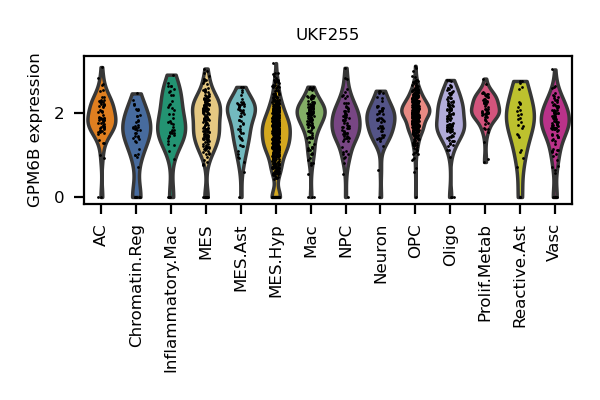 UKF255
GPM6B expression
2
0
AC
Chromatin.Reg
Inflammatory.Mac
MES
MES.Ast
MES.Hyp
Mac
NPC
Neuron
OPC
Oligo
Prolif.Metab
Reactive.Ast
Vasc